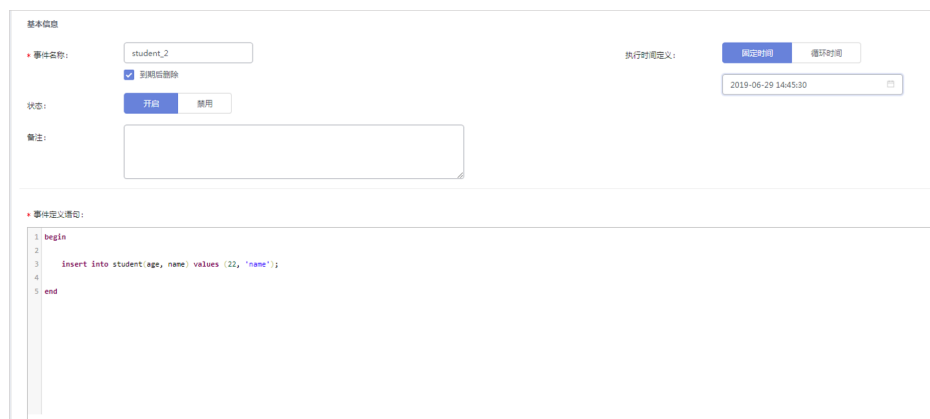 基本信息
* 事件名称： student_2 执行时间定义： 固定时间 循环时间
到期后删除 2019-06-29 14:45:30
状态： 开启 禁用
备注：
* 事件定义语句：
1 begin
2
3 insert into student(age, name) values (22, 'name');
4
5 end